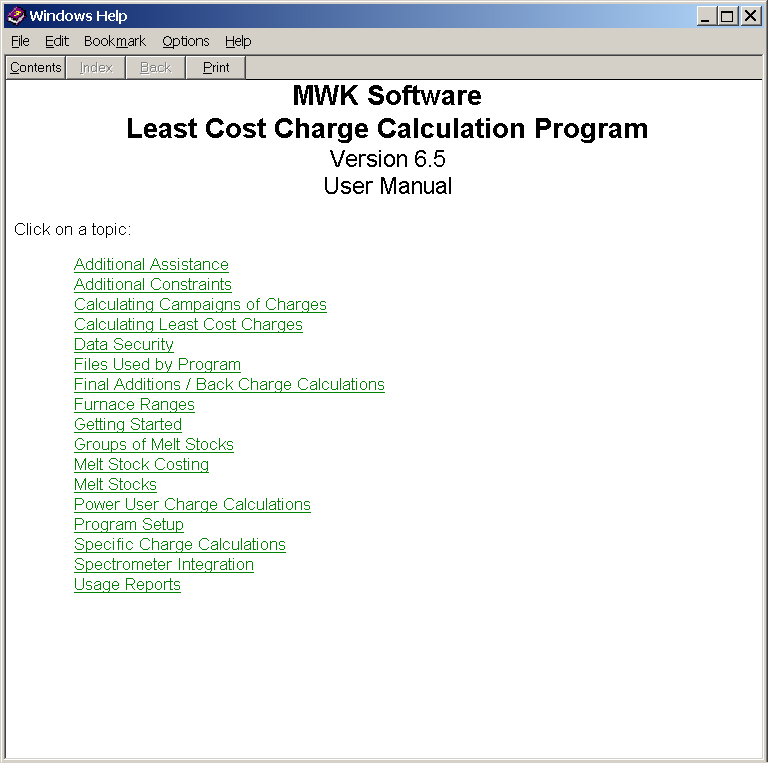 Windows Help
File Edit Bookmark Options Help
Contents Index Back Print
MWK Software
Least Cost Charge Calculation Program
Version 6.5
User Manual
Click on a topic:
Additional Assistance
Additional Constraints
Calculating Campaigns of Charges
Calculating Least Cost Charges
Data Security
Files Used by Program
Final Additions / Back Charge Calculations
Furnace Ranges
Getting Started
Groups of Melt Stocks
Melt Stock Costing
Melt Stocks
Power User Charge Calculations
Program Setup
Specific Charge Calculations
Spectrometer Integration
Usage Reports